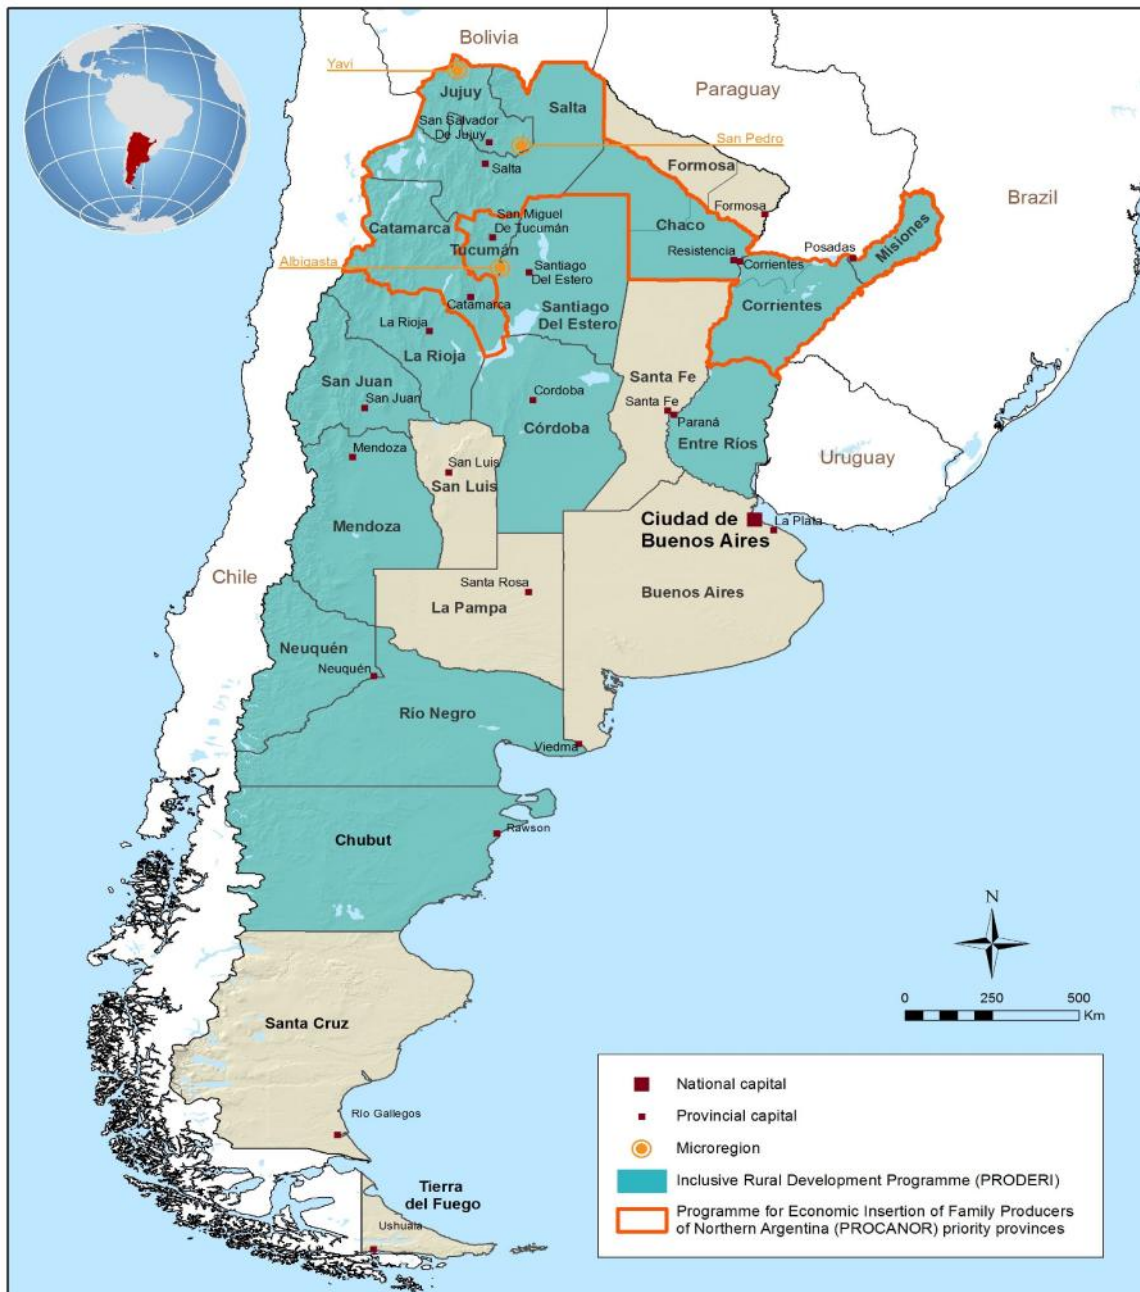 Bolivia
Yavi
Jujuy
Paraguay
Salta
San Salvador
De Jujuy
San Pedro
Salta
Formosa
Brazil
Formosa
Catamarca
San Miguel
De Tucumán
Chaco
Misiones
Tucumán
Resistencia
Posadas
Albigasta
Santiago
Del Estero
Corrientes
Catamarca
Santiago
Del Estero
Corrientes
La Rioja
La Rioja
San Juan
Santa Fe
San Juan
Cordoba
Santa Fe
Paraná
Córdoba
Entre Ríos
Mendoza
San Luis
Uruguay
San Luis
Mendoza
Ciudad de
Buenos Aires
La Plata
Chile
Santa Rosa
La Pampa
Buenos Aires
Neuquén
Neuquén
Río Negro
Viedma
Chubut
Rawson
N
0 250 500
Km
Santa Cruz
Río Gallegos
Tierra
del Fuego
Ushuaia
National capital
Provincial capital
Microregion
Inclusive Rural Development Programme (PRODERI)
Programme for Economic Insertion of Family Producers
of Northern Argentina (PROCANOR) priority provinces